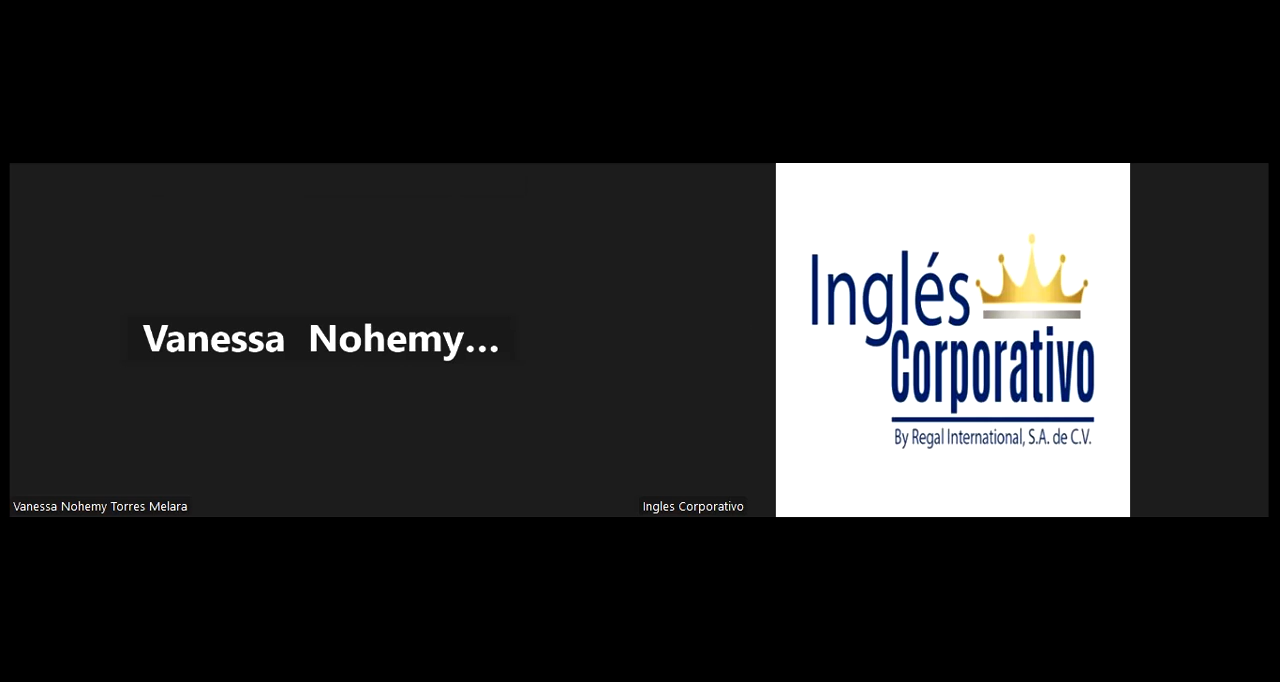 Vanessa Nohemy...
Vanessa Nohemy Torres Melara
Inglés
Corporativo
By Regal International, S.A. de C.V.
Ingles Corporativo